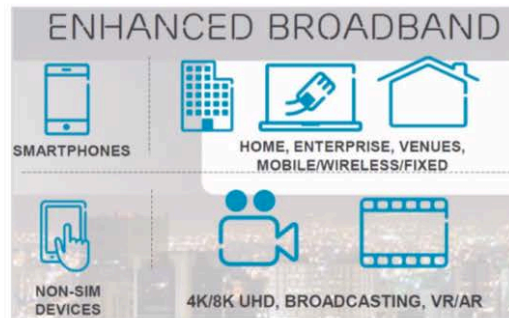 ENHANCED BROADBAND
SMARTPHONES
HOME, ENTERPRISE, VENUES,
MOBILE/WIRELESS/FIXED
NON-SIM
DEVICES
4K/8K UHD, BROADCASTING, VR/AR